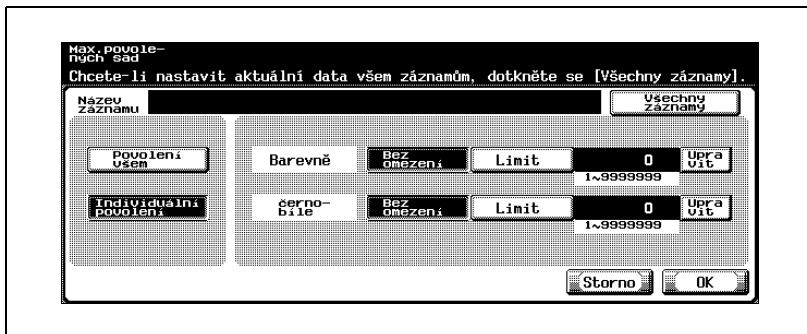 Max.povole-
ných sad
Chcete-li nastavit aktuální data všem záznamům, dotkněte se [Všechny záznamy].
Název
záznamu
Všechny
záznamy
Povolení
všem
Barevně
Bez
omezení
Limit
0
Upra
vit
1~9999999
Individuální
povolení
černo-
bíle
Bez
omezení
Limit
0
Upra
vit
1~9999999
Storno
OK